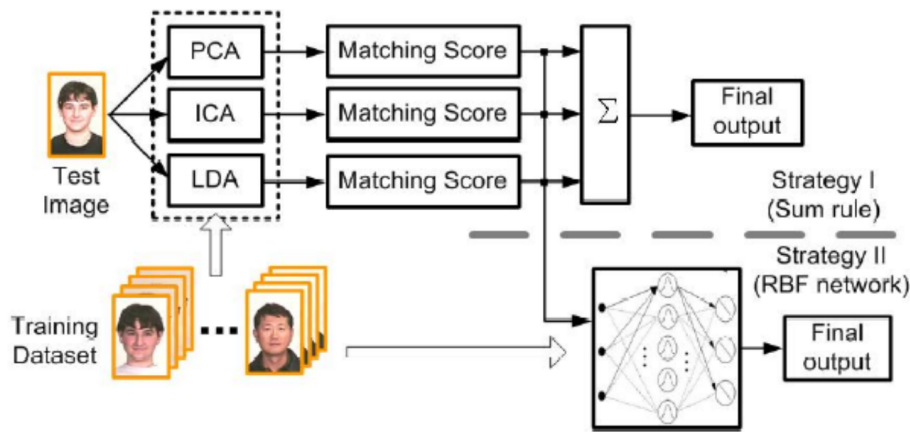 PCA
Matching Score
ICA
Matching Score
LDA
Matching Score
Σ
Final
output
Test
Image
Strategy I
(Sum rule)
Strategy II
(RBF network)
Training
Dataset
Final
output